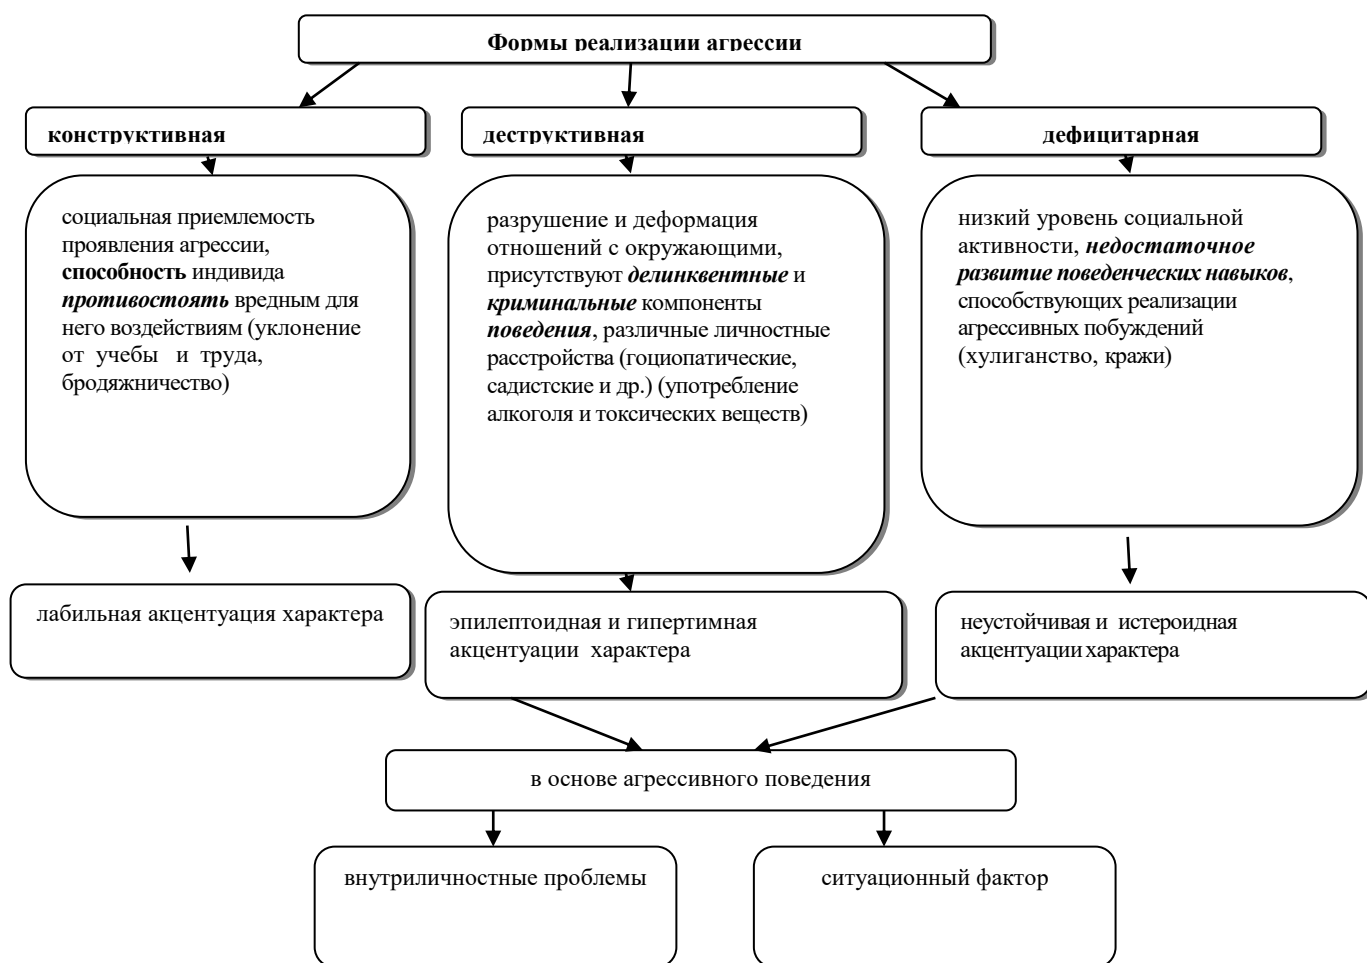 Формы реализации агрессии
конструктивная
деструктивная
дефицитарная
социальная приемлемость
проявления агрессии,
способность индивида
противостоять вредным для
него воздействиям (уклонение
от учебы и труда,
бродяжничество)
разрушение и деформация
отношений с окружающими,
присутствуют делинквентные и
криминальные компоненты
поведения, различные личностные
расстройства (гоциопатические,
садистские и др.) (употребление
алкоголя и токсических веществ)
низкий уровень социальной
активности, недостаточное
развитие поведенческих навыков,
способствующих реализации
агрессивных побуждений
(хулиганство, кражи)
лабильная акцентуация характера
эпилептоидная и гипертимная
акцентуации характера
неустойчивая и истероидная
акцентуации характера
в основе агрессивного поведения
внутриличностные проблемы
ситуационный фактор